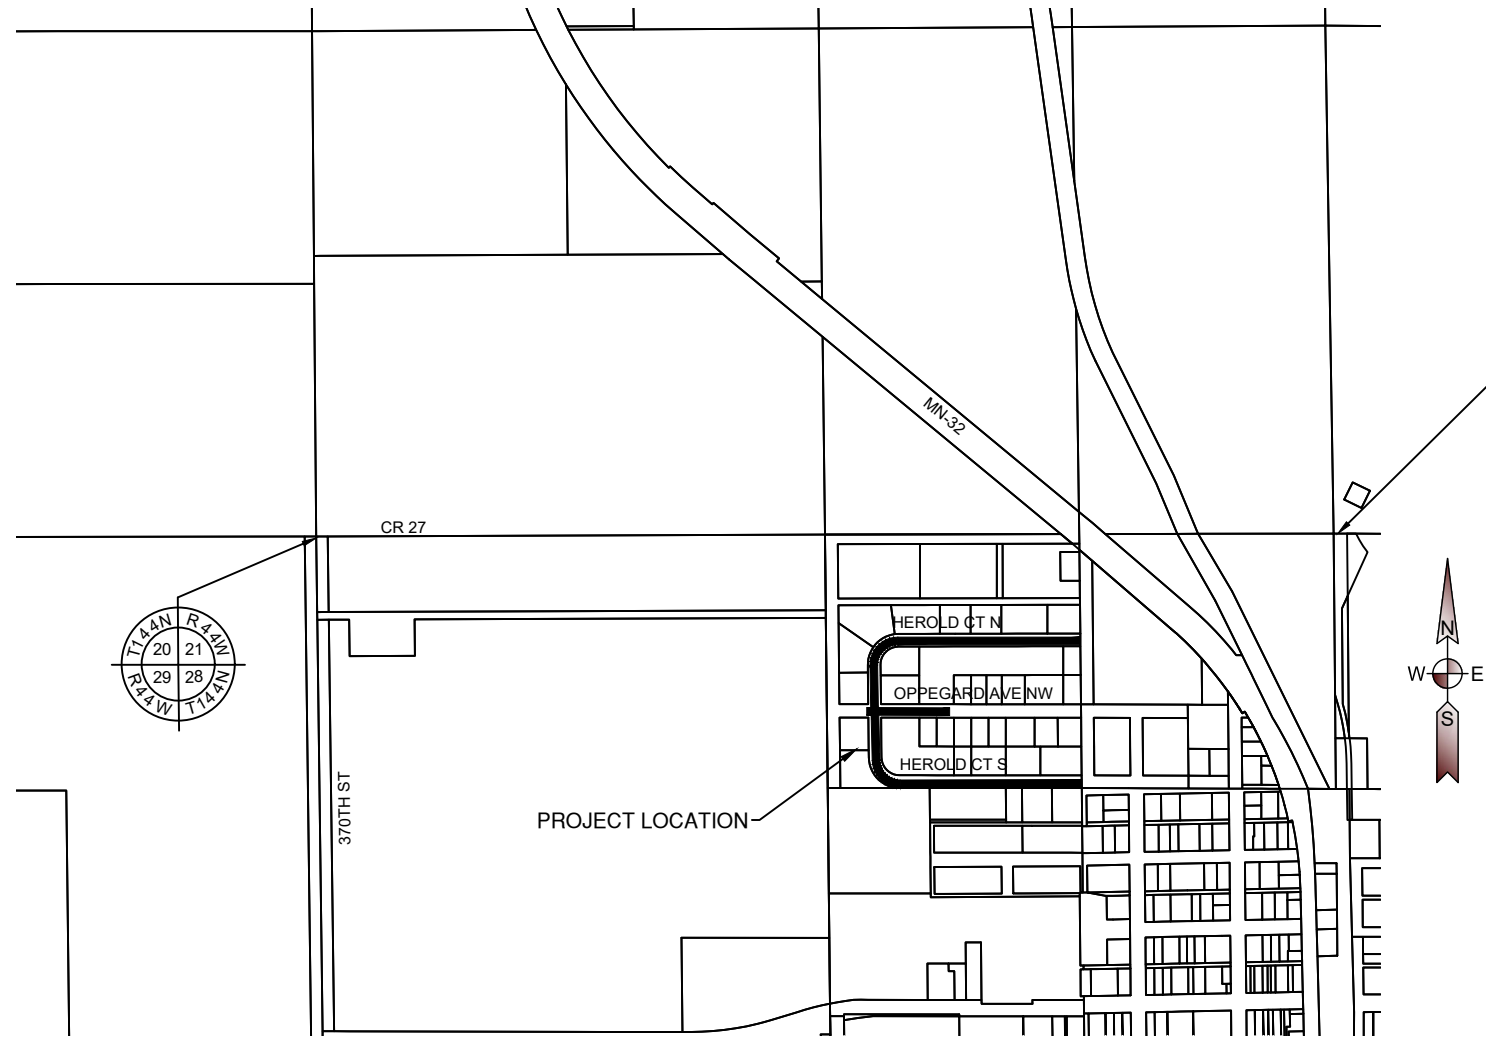 MN-32
CR 27
T144N R44W
20 21
29 28
R44W T144N
HEROLD CT N
OPPEGARD AVE NW
HEROLD CT S
370TH ST
PROJECT LOCATION
N
W E
S